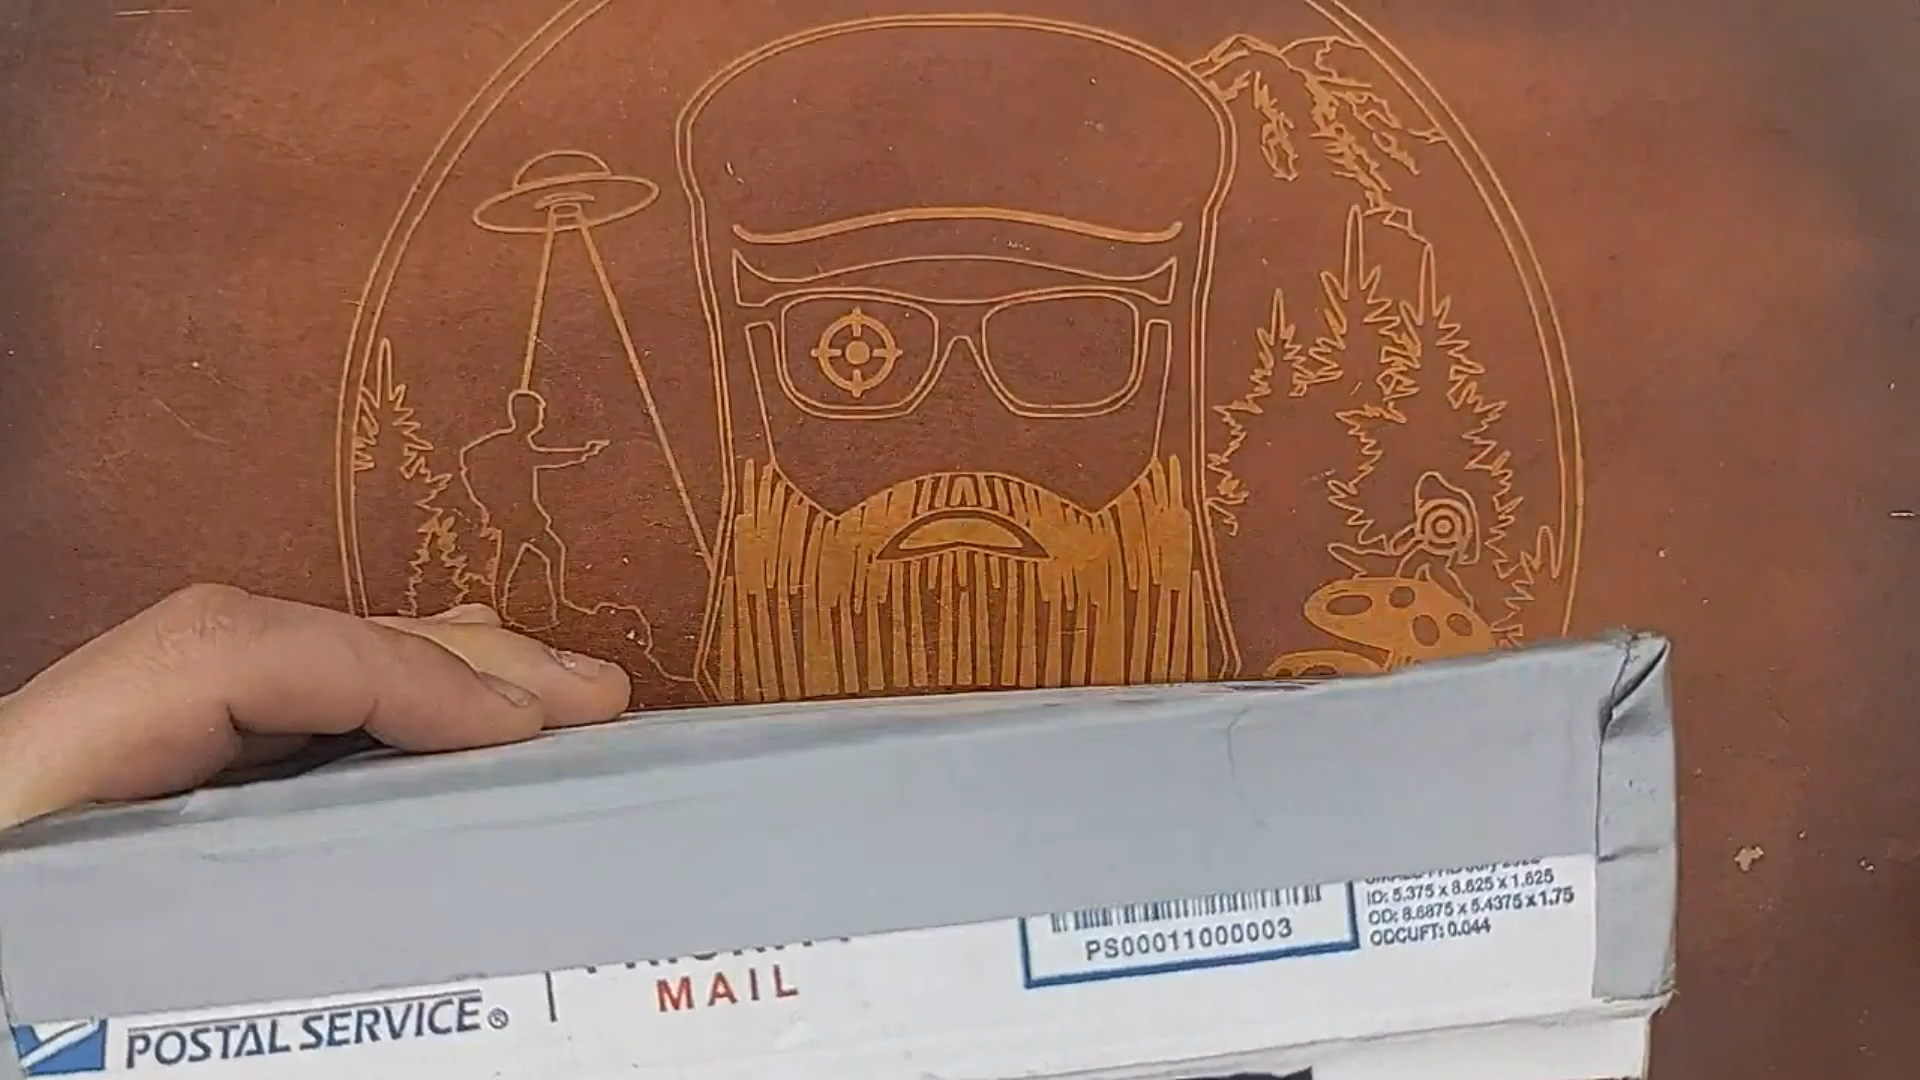 ID: 5.375 x 8.625 x 1.625
OD: 8.6875 x 5.4375 x 1.75
ODCUFT: 0.044
PS00011000003
MAIL
POSTAL SERVICE®